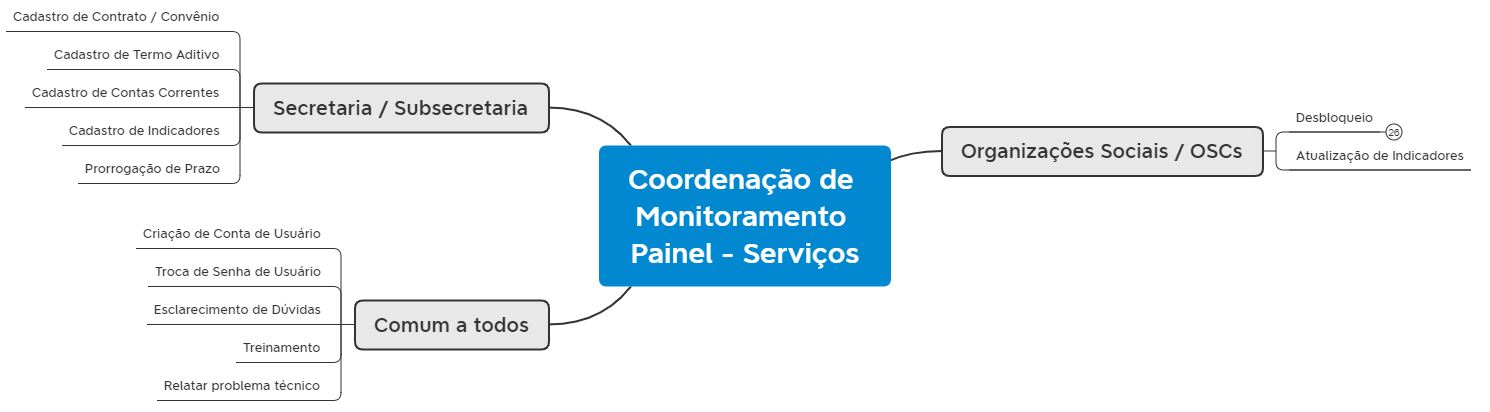 Cadastro de Contrato / Convênio
Cadastro de Termo Aditivo
Cadastro de Contas Correntes
Cadastro de Indicadores
Prorrogação de Prazo
Secretaria / Subsecretaria
Criação de Conta de Usuário
Troca de Senha de Usuário
Esclarecimento de Dúvidas
Treinamento
Relatar problema técnico
Comum a todos
Coordenação de
Monitoramento
Painel - Serviços
Organizações Sociais / OSCs
Desbloqueio
26
Atualização de Indicadores